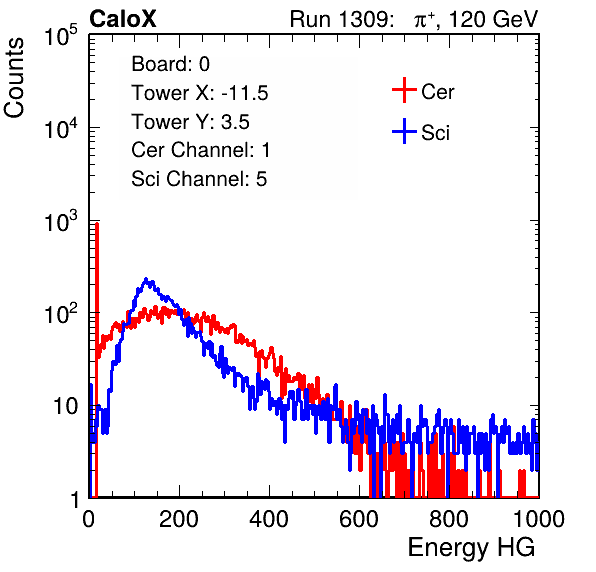 CaloX Run 1309: π⁺, 120 GeV
Counts
10⁵
10⁴
10³
10²
10
1
Board: 0
Tower X: -11.5
Tower Y: 3.5
Cer Channel: 1
Sci Channel: 5
Cer
Sci
0 200 400 600 800 1000
Energy HG